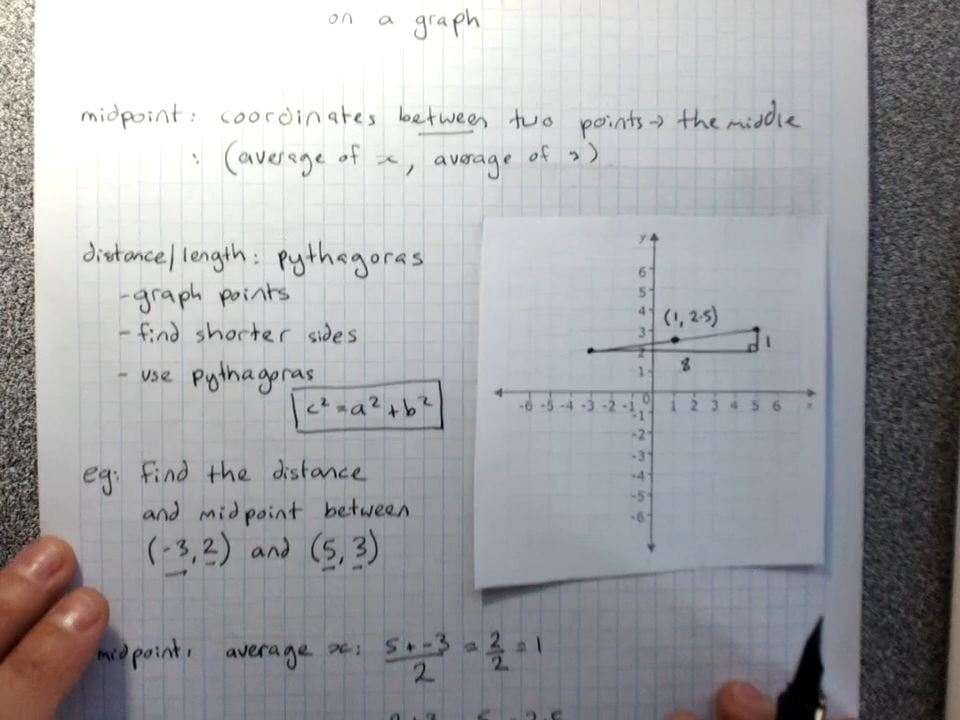 on a graph
midpoint: coordinates between two points → the middle
: (average of x, average of y)
distance/length: pythagoras
- graph points
- find shorter sides
- use pythagoras
c² = a² + b²
y
6
5
4
3
2
1
(1, 2.5)
1
8
-6 -5 -4 -3 -2 -1 0 1 2 3 4 5 6 x
-1
-2
-3
-4
-5
-6
eg: find the distance
and midpoint between
(-3, 2) and (5, 3)
midpoint: average x: 5 + -3 / 2 = 2/2 = 1